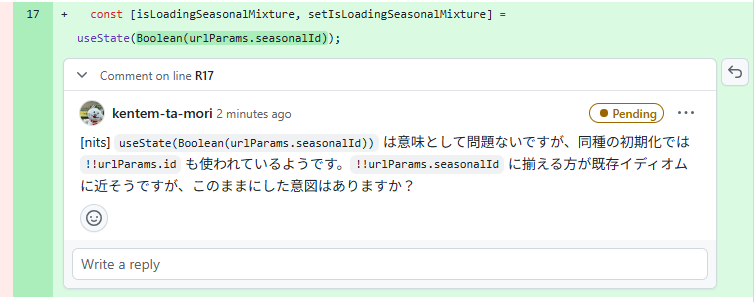 17 + const [isLoadingSeasonalMixture, setIsLoadingSeasonalMixture] =
useState(Boolean(urlParams.seasonalId));
Comment on line R17
kentem-ta-mori 2 minutes ago Pending
[nits] useState(Boolean(urlParams.seasonalId)) は意味として問題ないですが、同種の初期化では
!!urlParams.id も使われているようです。 !!urlParams.seasonalId に揃える方が既存イディオム
に近そうですが、このままにした意図はありますか？
Write a reply